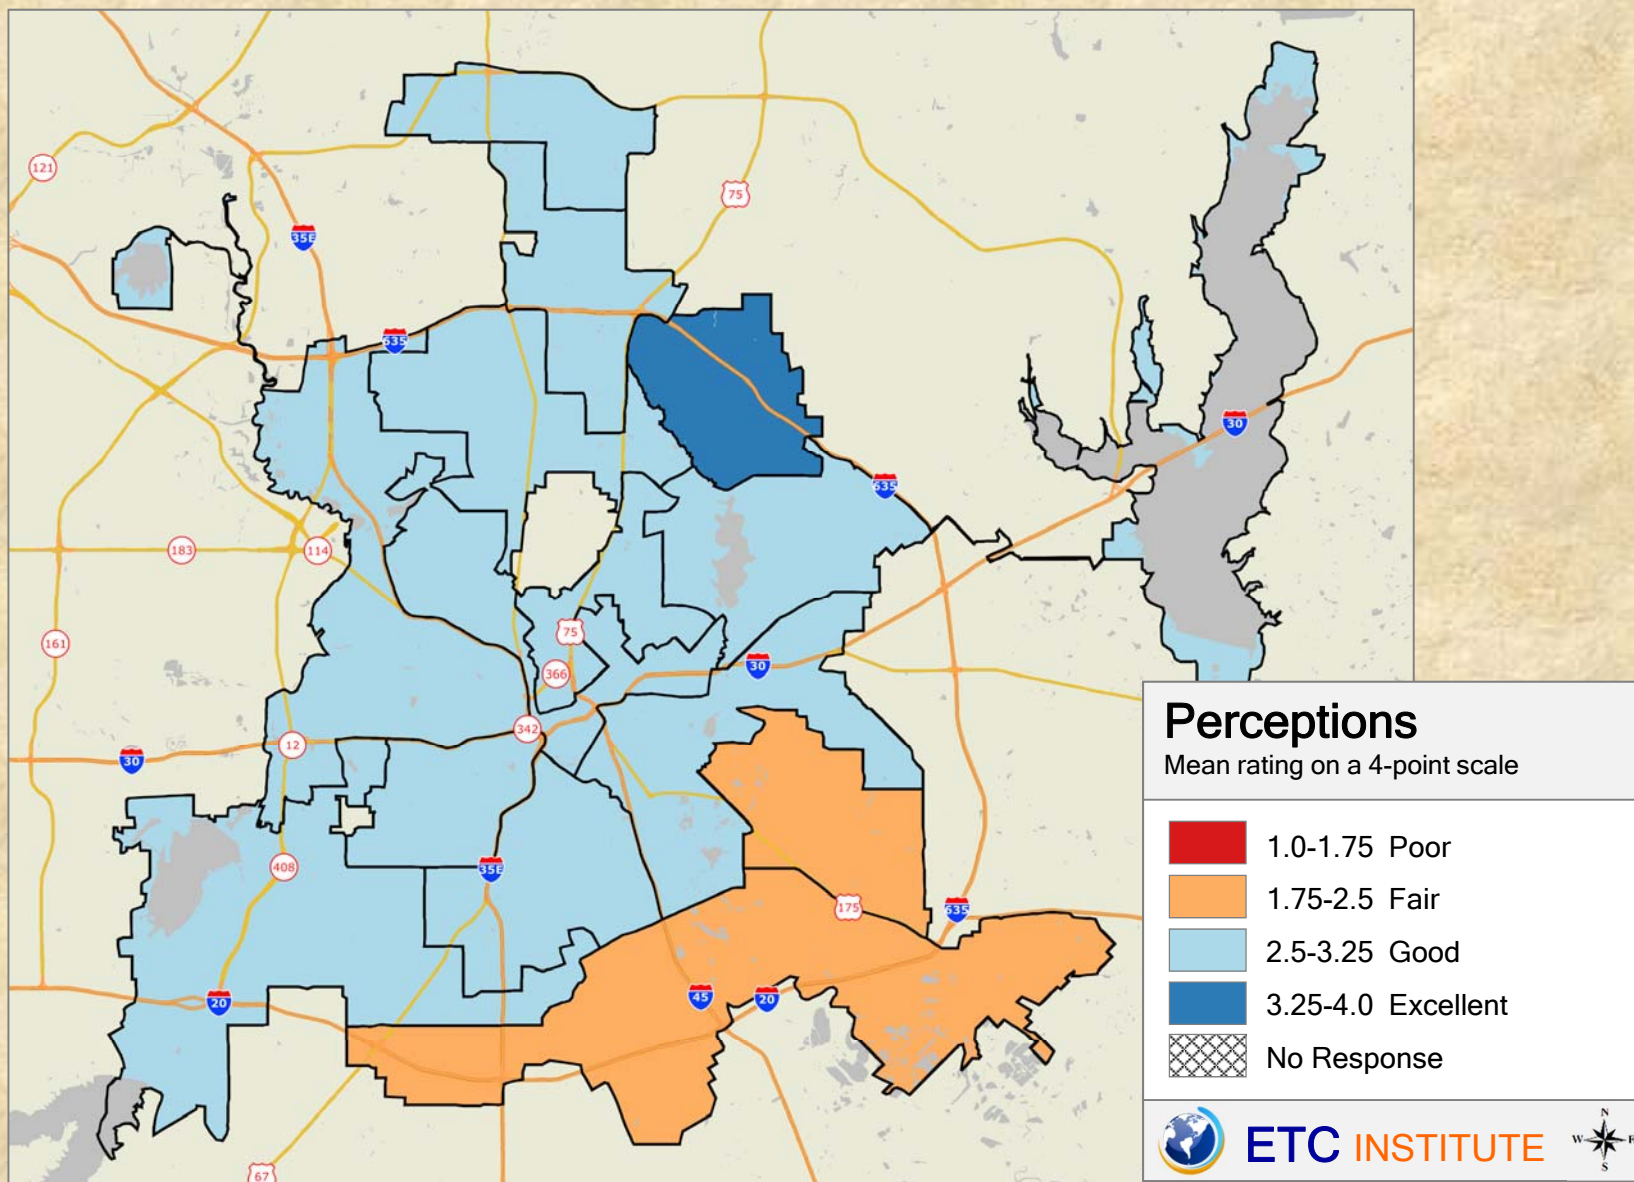 121
75
35E
635
30
635
183
114
161
75
366
30
342
12
30
408
35E
175
635
20
45
20
67
Perceptions
Mean rating on a 4-point scale
1.0-1.75 Poor
1.75-2.5 Fair
2.5-3.25 Good
3.25-4.0 Excellent
No Response
ETC INSTITUTE
N
W
E
S